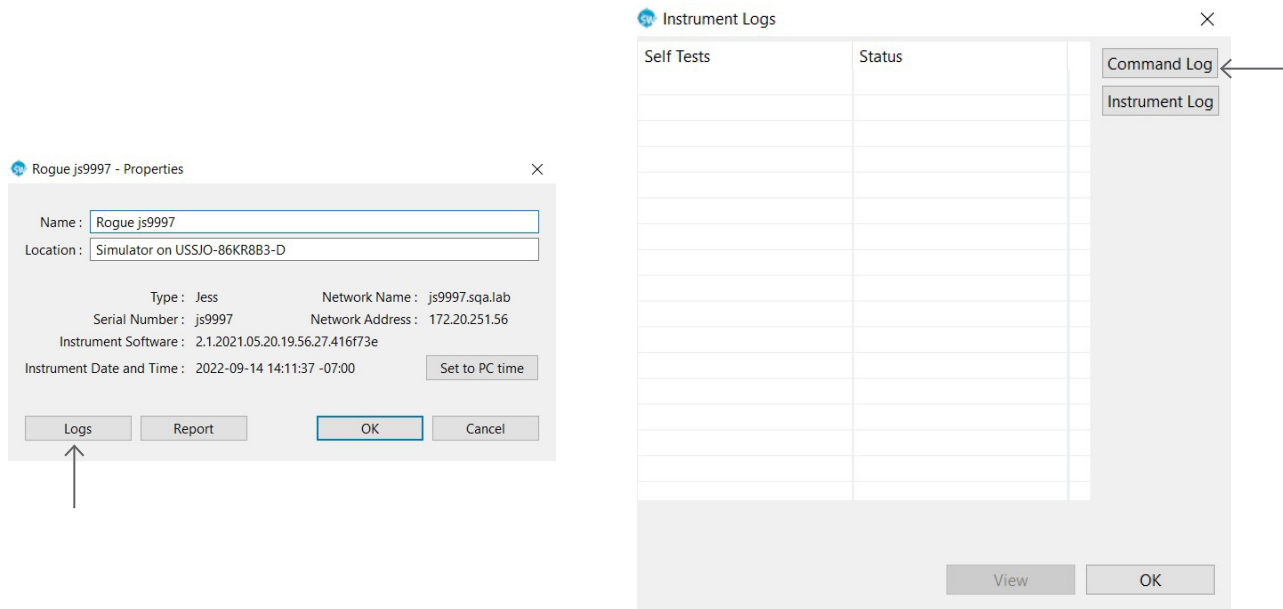 Rogue js9997 - Properties
Name : Rogue js9997
Location : Simulator on USSJO-86KR8B3-D
Type : Jess Network Name : js9997.sqa.lab
Serial Number : js9997 Network Address : 172.20.251.56
Instrument Software : 2.1.2021.05.20.19.56.27.416f73e
Instrument Date and Time : 2022-09-14 14:11:37 -07:00 Set to PC time
Logs Report OK Cancel
SW Instrument Logs
Self Tests Status Command Log
Instrument Log
View OK